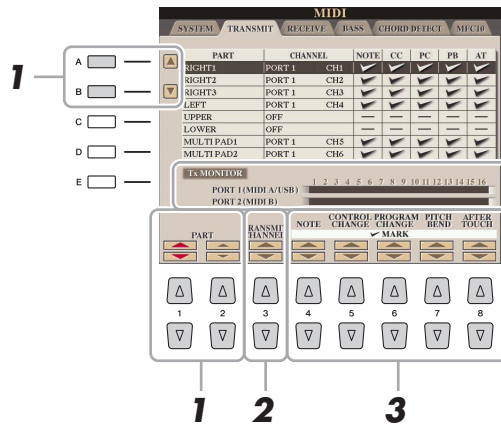 MIDI
SYSTEM TRANSMIT RECEIVE BASS CHORD DETECT MFC10
PART CHANNEL NOTE CC PC PB AT
1 A RIGHT1 PORT 1 CH1
RIGHT2 PORT 1 CH2
B RIGHT3 PORT 1 CH3
LEFT PORT 1 CH4
C UPPER OFF
LOWER OFF
D MULTI PAD1 PORT 1 CH5
MULTI PAD2 PORT 1 CH6
E Tx MONITOR
1 2 3 4 5 6 7 8 9 10 11 12 13 14 15 16
PORT 1 (MIDI A/USB)
PORT 2 (MIDI B)
PART RANSMIT HANNEL NOTE CONTROL CHANGE PROGRAM CHANGE PITCH BEND AFTER TOUCH
MARK
1 2 3 4 5 6 7 8
1 2 3